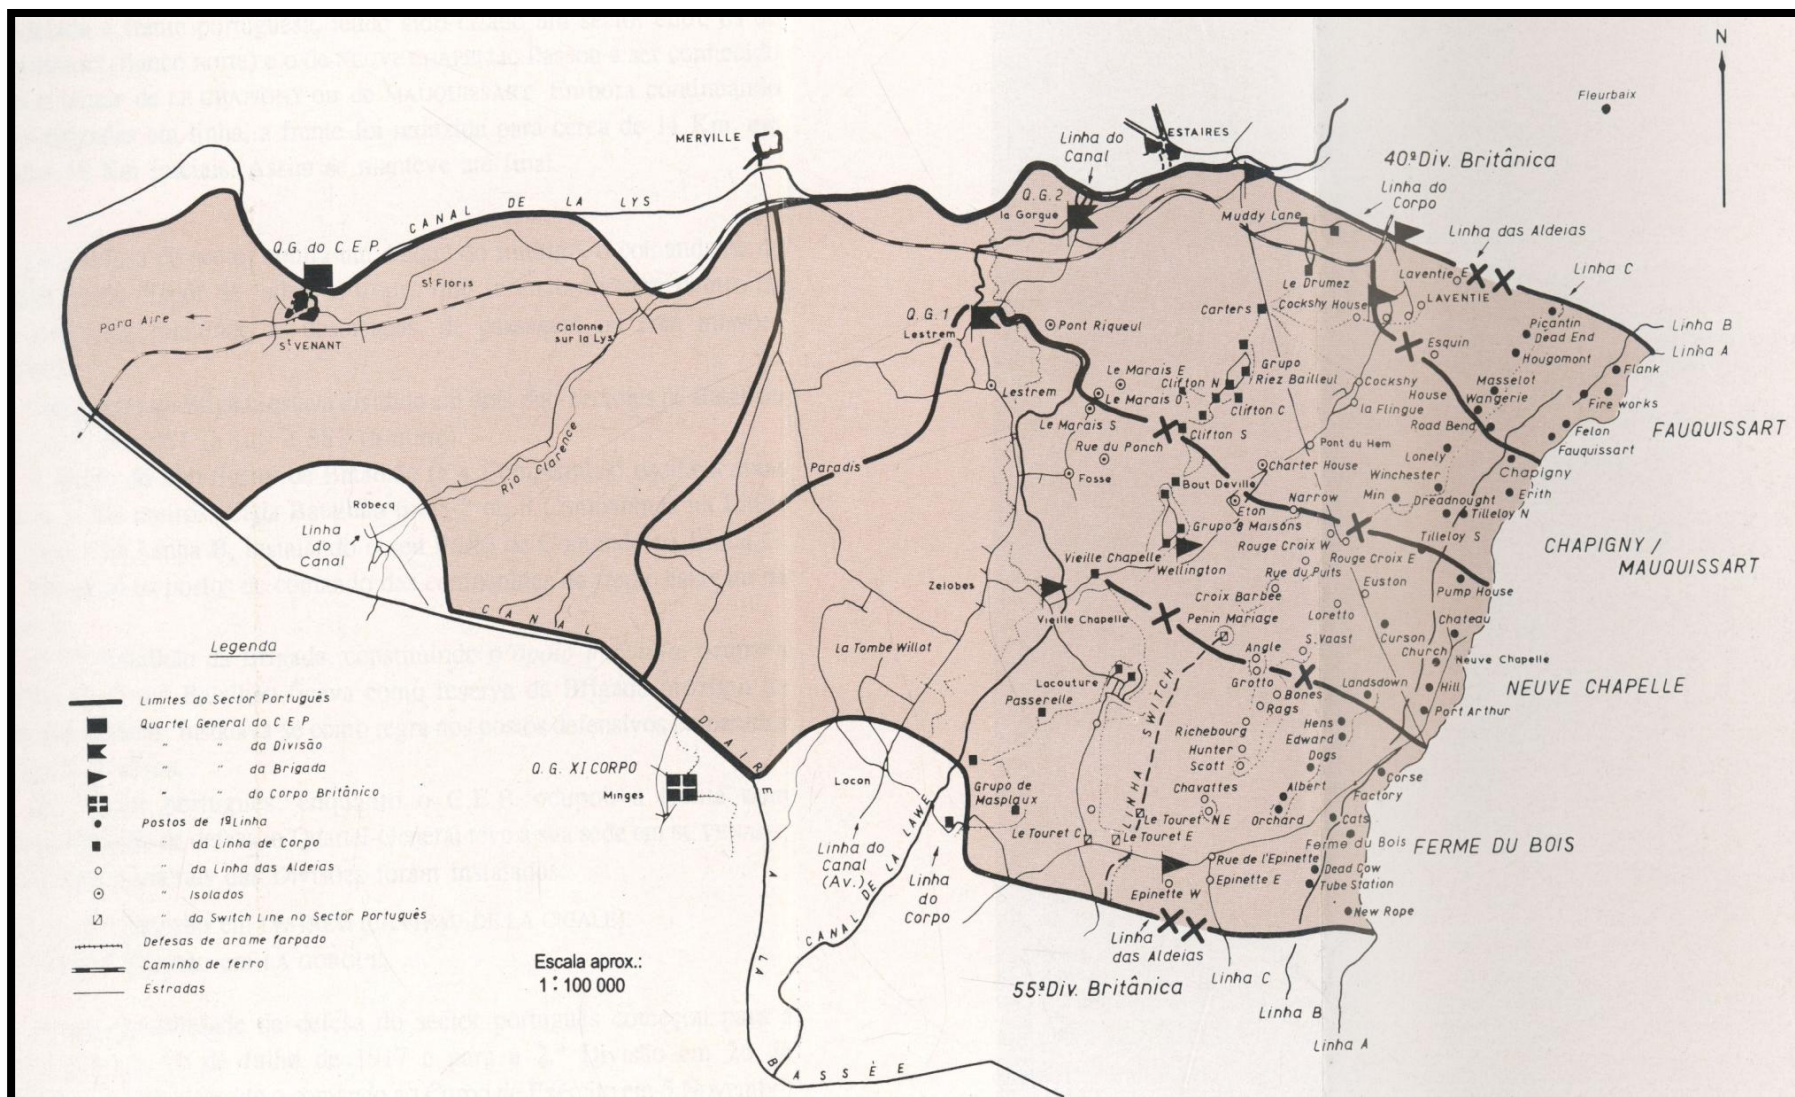 N
Fleurbaix
MERVILLE
Linha do
Canal
ESTAIRES
40ª Div. Britânica
Linha do
Corpo
CANAL DE LA LYS
Q.G. 2
la Gorgue
Muddy Lane
Linha das Aldeias
Q.G. do C.E.P.
Linha C
St Floris
Laventie E
Le Drumez
Cockshy House
LAVENTIE
Para Aire
Carters
Q.G. 1
Lestrem
Pont Riqueul
Picantin
Dead End
Linha B
St VENANT
Calonne
sur la Lys
Esquin
Hougomont
Linha A
Grupo
Riez Bailleul
Le Marais E
Clifton N
Flank
Lestrem
Le Marais O
Cockshy
House
Masselot
Wangerie
Fire works
Clifton C
la Flingue
Le Marais S
Clifton S
Road Bend
Felon
FAUQUISSART
Rue du Ponch
Pont du Hem
Lonely
Fauquissart
RIO Clarence
Paradis
Charter House
Winchester
Chapigny
Fosse
Bout Deville
Narrow
Min
Dreadnought
Erith
Robecq
Eton
Tilleloy N
Linha
do
Canal
Grupo 8 Maisons
Tilleloy S
CHAPIGNY /
MAUQUISSART
Vieille Chapelle
Wellington
Rouge Croix W
Rouge Croix E
Rue du Puits
Zelobes
Croix Barbée
Euston
Pump House
CANAL D'AIRE A LA BASSÉE
Vieille Chapelle
Penin Mariage
Loretto
Chateau
S. Vaast
Curson
La Tombe Willot
Angle
Church
Neuve Chapelle
Lacouture
Grotto
Landsdown
Hill
NEUVE CHAPELLE
Passerelle
Bones
Rags
Port Arthur
LINHA SWITCH
Richebourg
Hens
Edward
Hunter
Dogs
Scott
Q.G. XI CORPO
Minges
Locon
Grupo de
Masplaux
Corse
Chavattes
Albert
Factory
Le Touret NE
Orchard
Cats
Le Touret C
Le Touret E
Ferme du Bois
FERME DU BOIS
Linha do
Canal
(Av.)
CANAL DE LA LAWE
Linha
do
Corpo
Rue de l'Epinette
Dead Cow
Epinette W
Epinette E
Tube Station
New Rope
Linha
das Aldeias
55ª Div. Britânica
Linha C
Linha B
Linha A
Legenda
Limites do Sector Português
Quartel General do C E P
" " da Divisão
" " da Brigada
" " do Corpo Britânico
Postos de 1ª Linha
" da Linha de Corpo
" da Linha das Aldeias
" Isolados
" da Switch Line no Sector Português
Defesas de arame farpado
Caminho de ferro
Estradas
Escala aprox.:
1 : 100 000